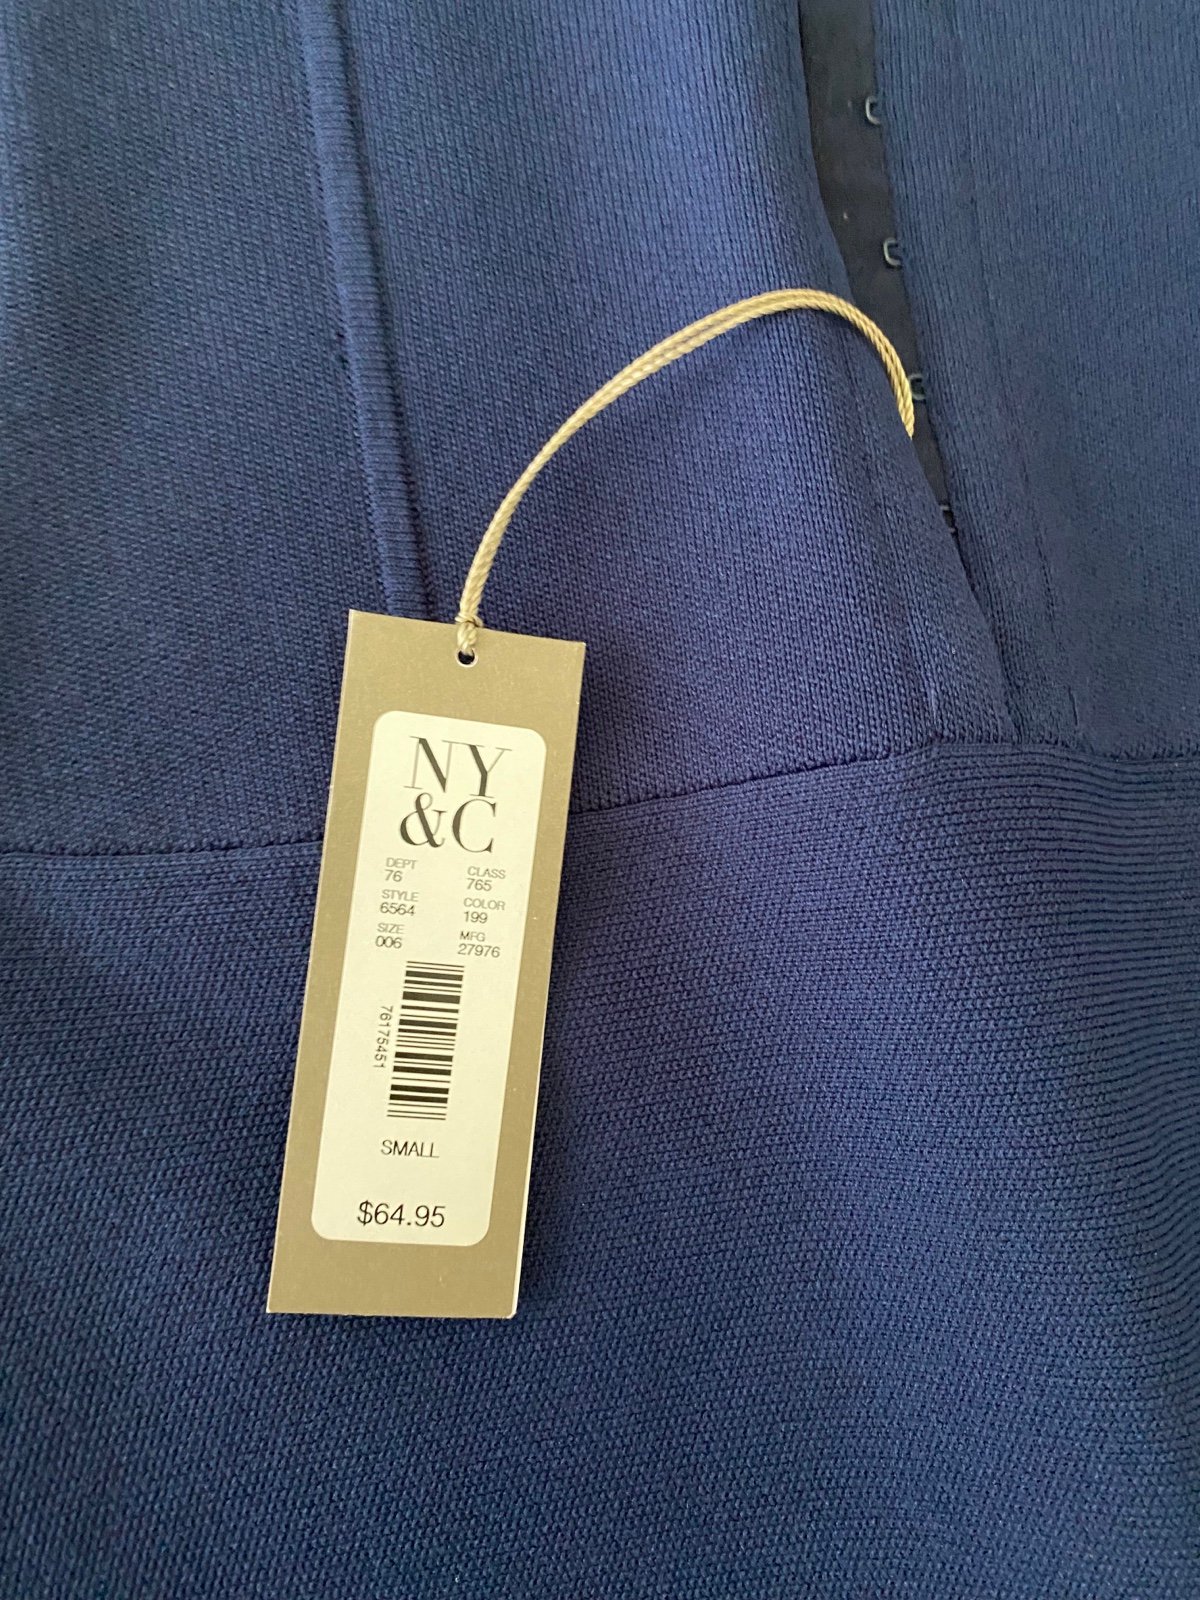 NY
&C
DEPT CLASS
76 765
STYLE COLOR
6564 199
SIZE MFG
006 27976
76175451
SMALL
$64.95